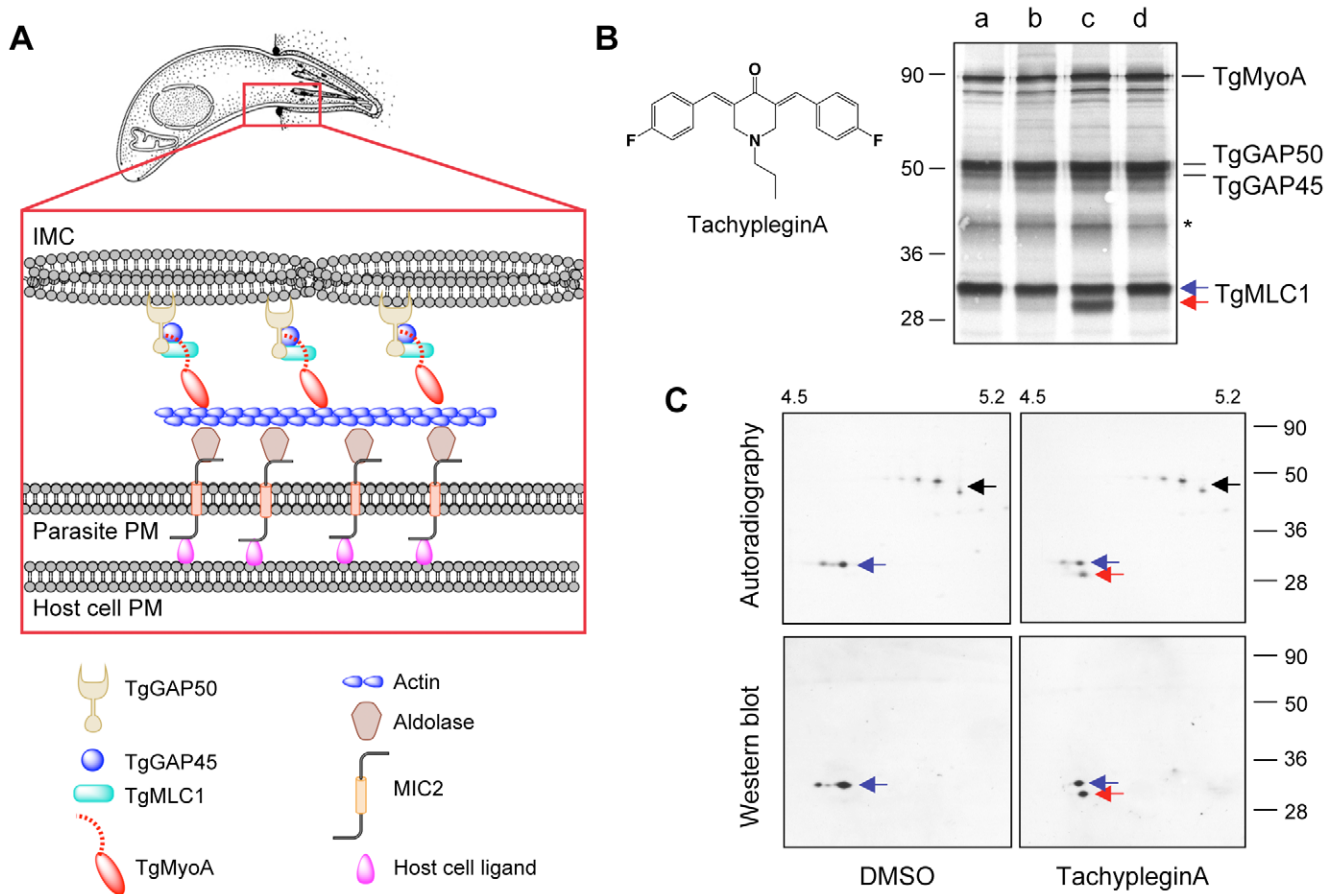 A
IMC
Parasite PM
Host cell PM
TgGAP50
TgGAP45
TgMLC1
TgMyoA
Actin
Aldolase
MIC2
Host cell ligand
B
O
F
F
N
TachypleginA
a b c d
90
50
36
28
TgMyoA
TgGAP50
TgGAP45
*
TgMLC1
C
4.5 5.2 4.5 5.2
Autoradiography
90
50
36
28
Western blot
90
50
36
28
DMSO TachypleginA